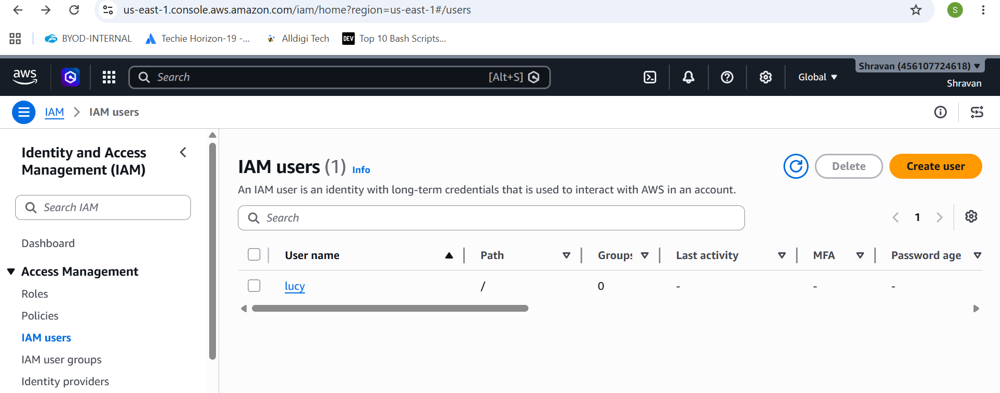 us-east-1.console.aws.amazon.com/iam/home?region=us-east-1#/users
S
BYOD-INTERNAL
Techie Horizon-19 -...
Alldigi Tech
DEV
Top 10 Bash Scripts...
aws
Search
[Alt+S]
Global
Shravan (456107724618)
Shravan
IAM
IAM users
Identity and Access
Management (IAM)
Search IAM
Dashboard
Access Management
Roles
Policies
IAM users
IAM user groups
Identity providers
IAM users (1) Info
Delete
Create user
An IAM user is an identity with long-term credentials that is used to interact with AWS in an account.
Search
1
User name Path Groups Last activity MFA Password age
lucy / 0 - - -